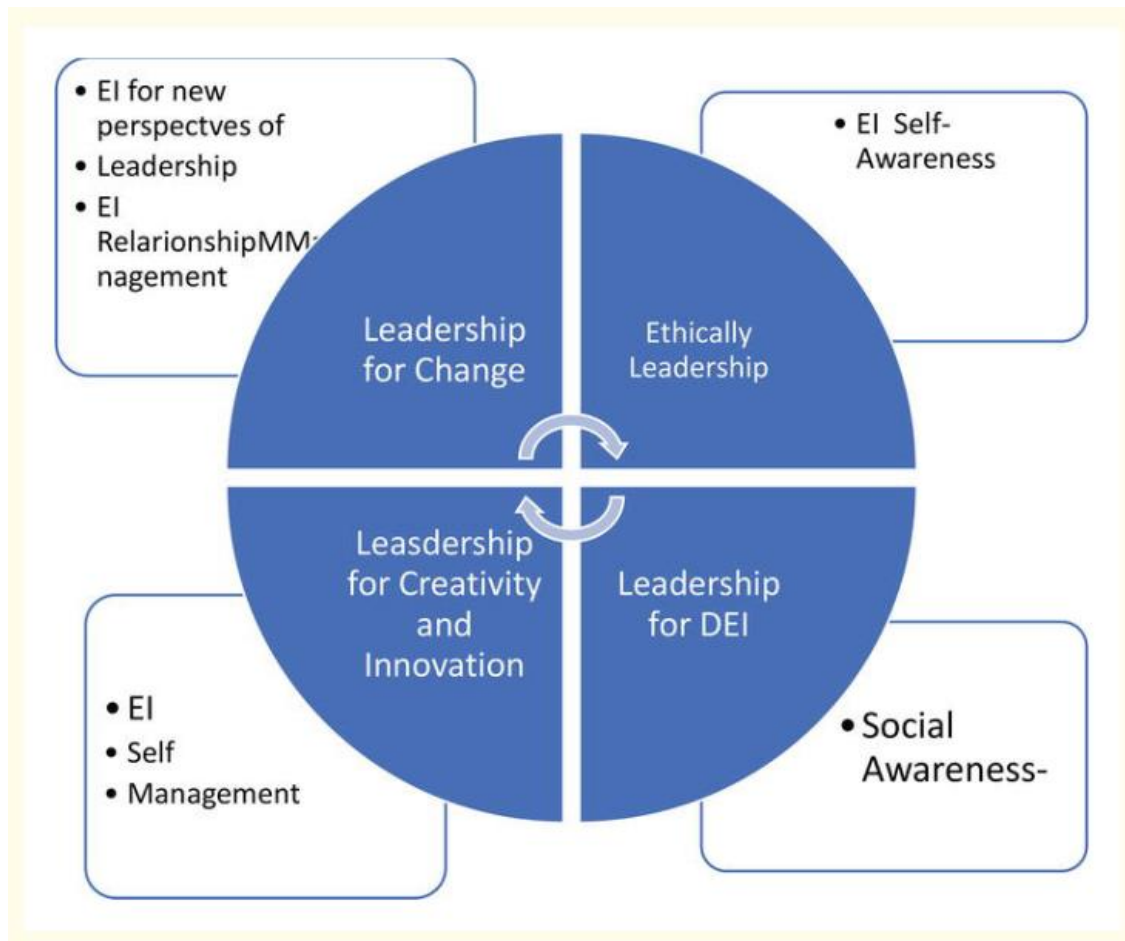 • EI for new
perspectves of
• Leadership
• EI
RelarionshipMMa
nagement
• EI Self-
Awareness
Leadership
for Change
Ethically
Leadership
Leasdership
for Creativity
and
Innovation
Leadership
for DEI
• EI
• Self
• Management
• Social
Awareness-